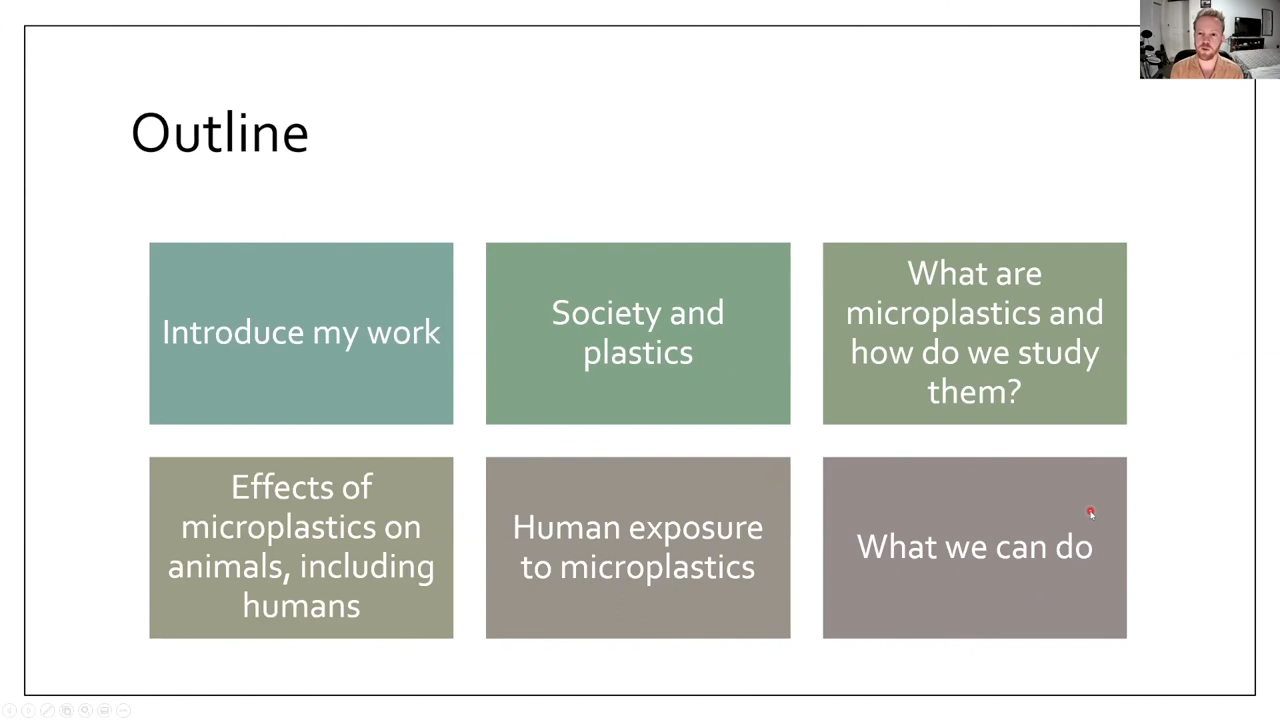 Outline
Introduce my work
Society and
plastics
What are
microplastics and
how do we study
them?
Effects of
microplastics on
animals, including
humans
Human exposure
to microplastics
What we can do